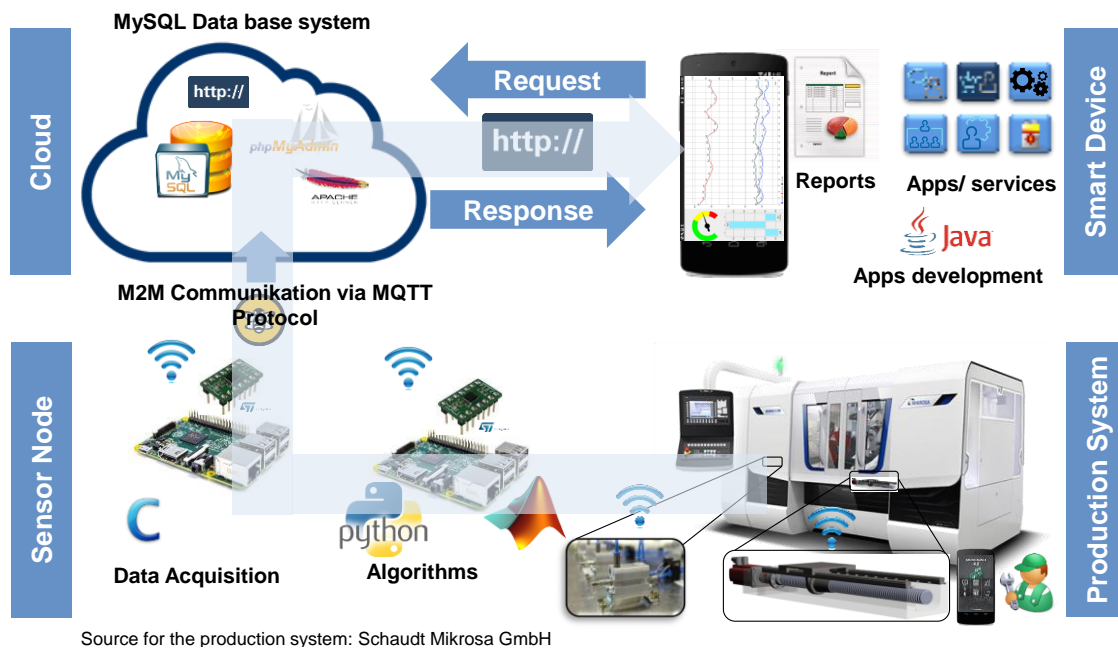 MySQL Data base system
Cloud
http://
MySQL
phpMyAdmin
APACHE
Request
http://
Response
Report
Reports
Apps/ services
Java
Apps development
Smart Device
M2M Communikation via MQTT
Protocol
Sensor Node
C
Data Acquisition
python
Algorithms
Production System
Source for the production system: Schaudt Mikrosa GmbH